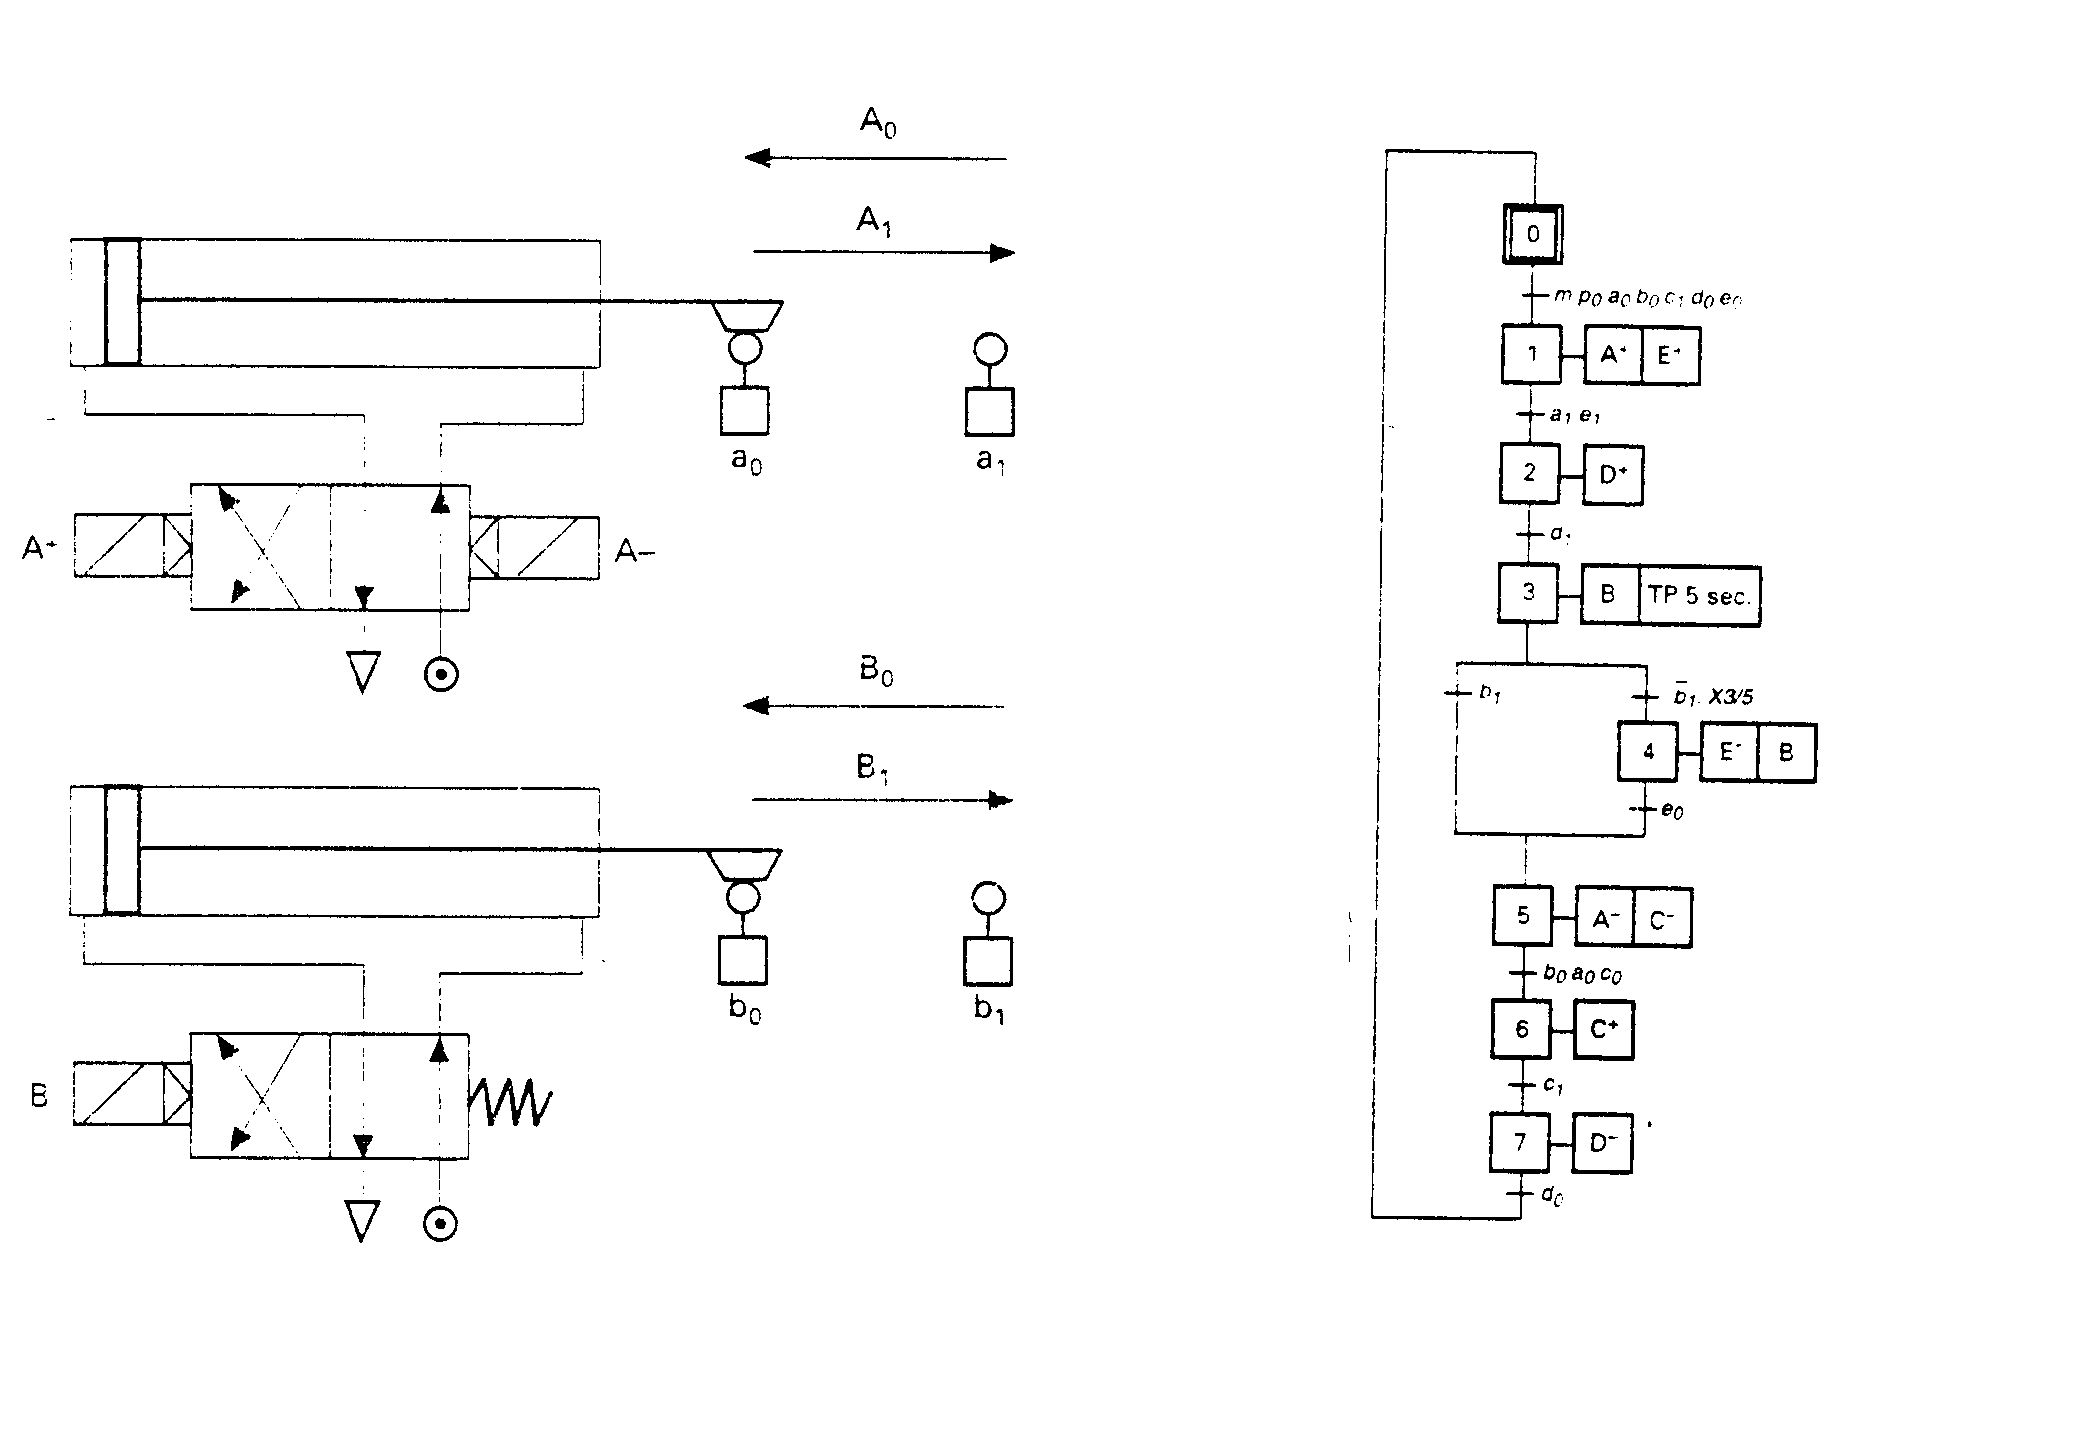 A₀
A₁
a₀
a₁
A⁺
A−
B₀
B₁
b₀
b₁
B
0
m p₀ a₀ b₀ c₁ d₀ e₀
1 A⁺ E⁺
a₁ e₁
2 D⁺
d₁
3 B TP 5 sec.
b₁
b̅₁. X3/5
4 E⁻ B
e₀
5 A⁻ C⁻
b₀ a₀ c₀
6 C⁺
c₁
7 D⁻
d₀